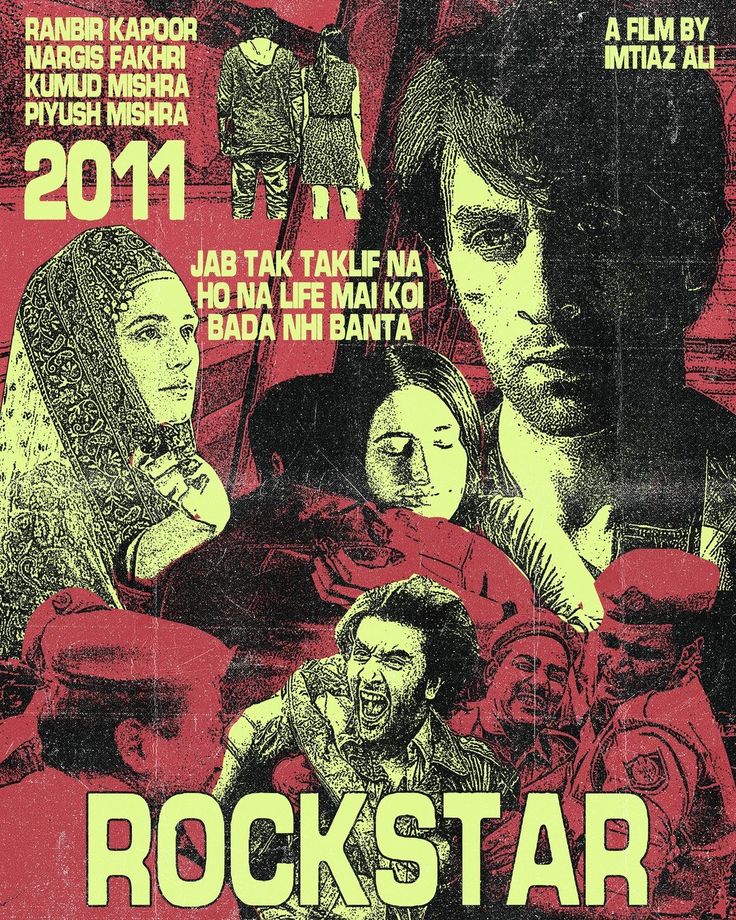 RANBIR KAPOOR
NARGIS FAKHRI
KUMUD MISHRA
PIYUSH MISHRA
2011
A FILM BY
IMTIAZ ALI
JAB TAK TAKLIF NA
HO NA LIFE MAI KOI
BADA NHI BANTA
ROCKSTAR